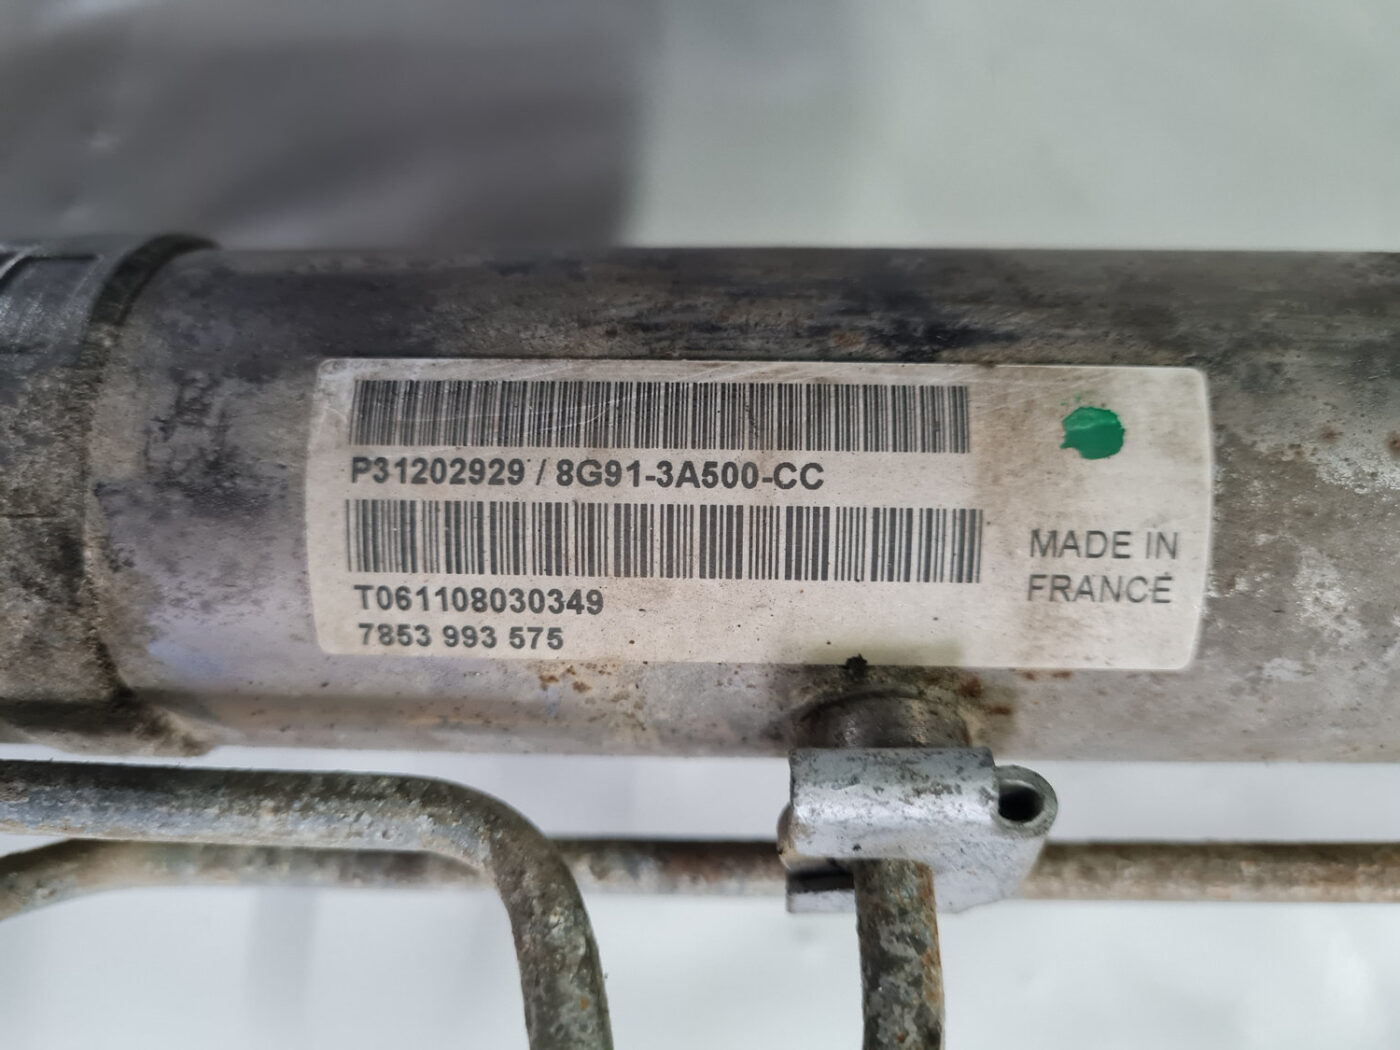 P31202929 / 8G91-3A500-CC
T061108030349
7853 993 575
MADE IN
FRANCE